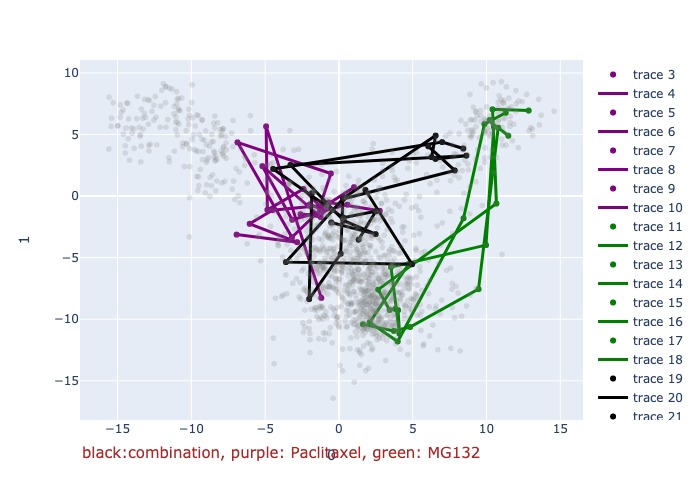 10
5
0
−5
−10
−15
1
−15
−10
−5
0
5
10
15
0
black:combination, purple: Paclitaxel, green: MG132
trace 3
trace 4
trace 5
trace 6
trace 7
trace 8
trace 9
trace 10
trace 11
trace 12
trace 13
trace 14
trace 15
trace 16
trace 17
trace 18
trace 19
trace 20
trace 21